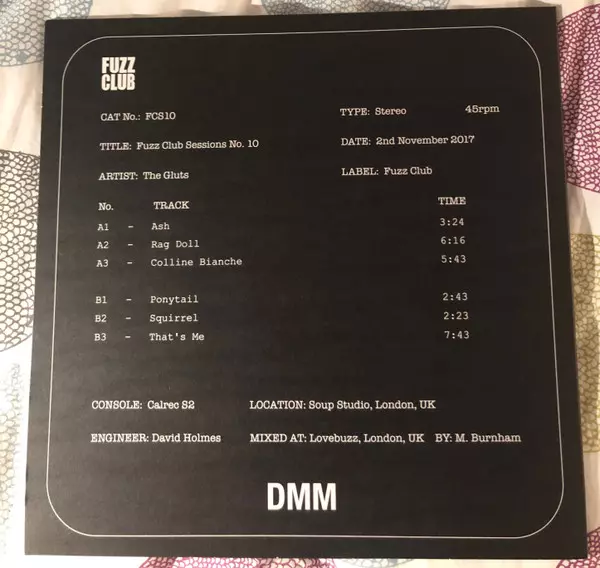 FUZZ
CLUB
CAT No.: FCS10 TYPE: Stereo 45rpm
TITLE: Fuzz Club Sessions No. 10 DATE: 2nd November 2017
ARTIST: The Gluts LABEL: Fuzz Club
No. TRACK TIME
A1 - Ash 3:24
A2 - Rag Doll 6:16
A3 - Colline Bianche 5:43
B1 - Ponytail 2:43
B2 - Squirrel 2:23
B3 - That's Me 7:43
CONSOLE: Calrec S2 LOCATION: Soup Studio, London, UK
ENGINEER: David Holmes MIXED AT: Lovebuzz, London, UK BY: M. Burnham
DMM